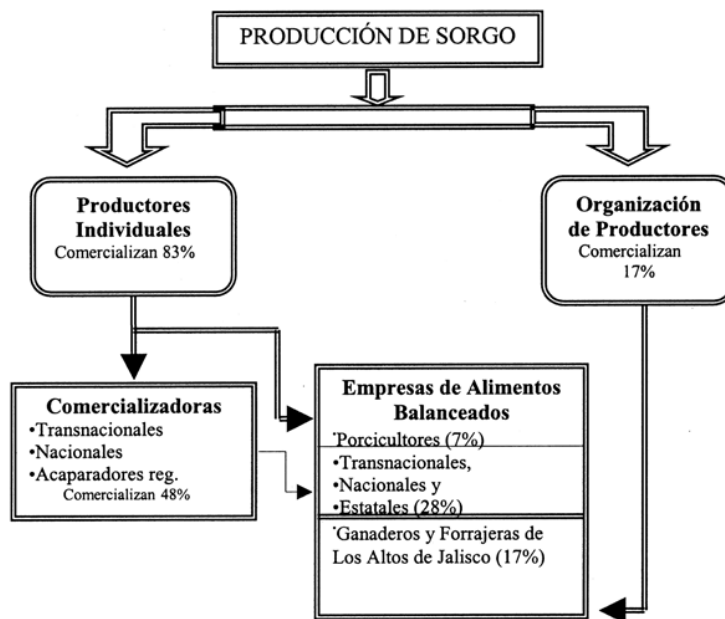 PRODUCCIÓN DE SORGO
Productores
Individuales
Comercializan 83%
Organización
de Productores
Comercializan
17%
Comercializadoras
•Transnacionales
•Nacionales
•Acaparadores reg.
Comercializan 48%
Empresas de Alimentos
Balanceados
•Porcicultores (7%)
•Transnacionales,
•Nacionales y
•Estatales (28%)
•Ganaderos y Forrajeras de
Los Altos de Jalisco (17%)